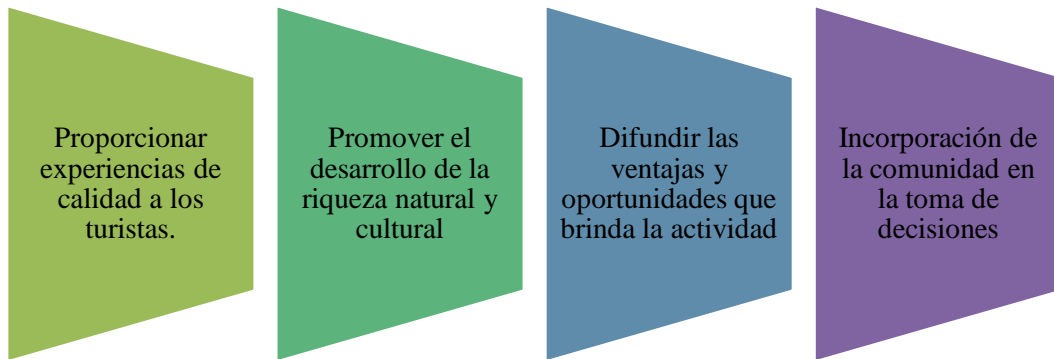 Proporcionar
experiencias de
calidad a los
turistas.
Promover el
desarrollo de la
riqueza natural y
cultural
Difundir las
ventajas y
oportunidades que
brinda la actividad
Incorporación de
la comunidad en
la toma de
decisiones